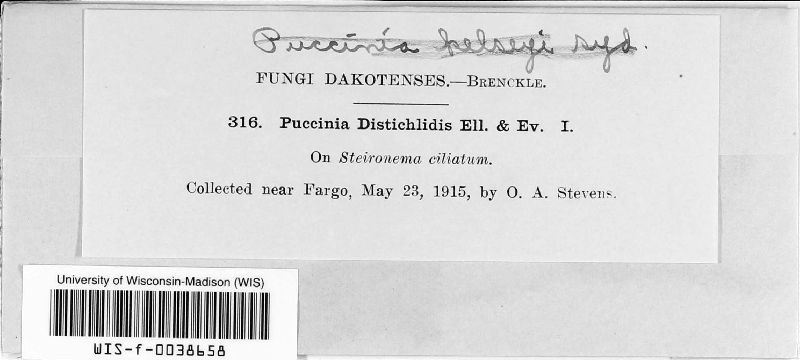 Puccinia kelseyi Syd.
FUNGI DAKOTENSES.—BRENCKLE.
316. Puccinia Distichlidis Ell. & Ev. I.
On Steironema ciliatum.
Collected near Fargo, May 23, 1915, by O. A. Stevens.
University of Wisconsin-Madison (WIS)
WIS-f-0038658